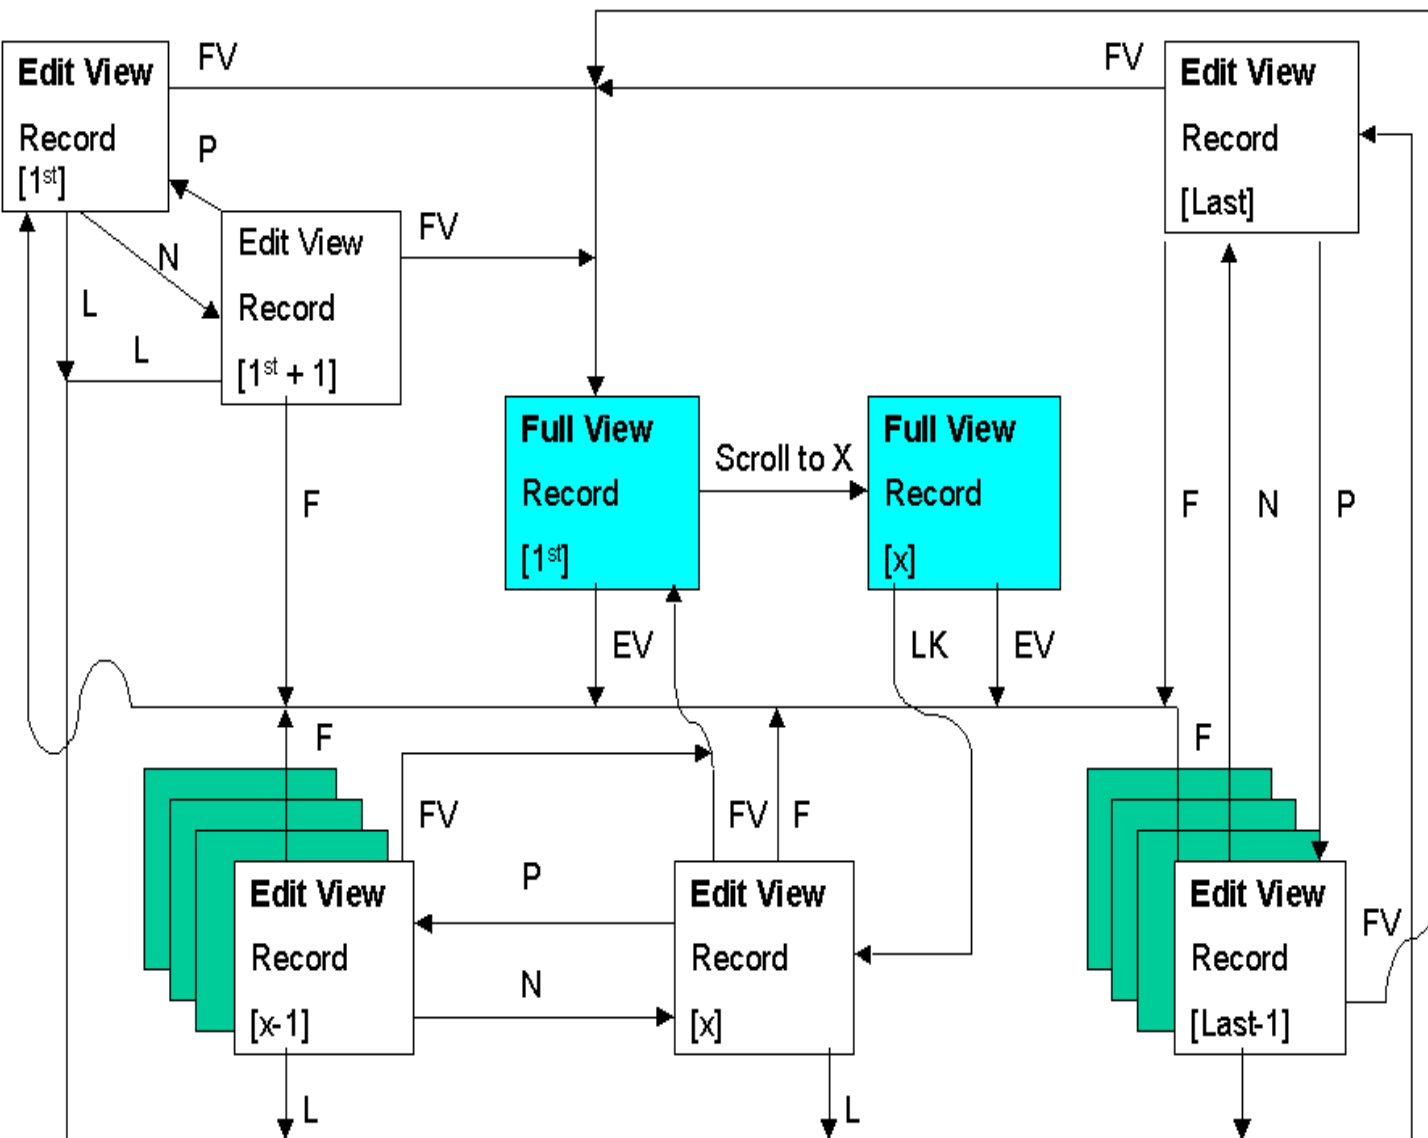 Edit View
Record
[1st]
FV
FV
Edit View
Record
[Last]
P
N
L
L
Edit View
Record
[1st + 1]
FV
F
Full View
Record
[1st]
Scroll to X
Full View
Record
[x]
F
N
P
EV
LK
EV
F
FV
FV
F
F
Edit View
Record
[x-1]
P
N
Edit View
Record
[x]
Edit View
Record
[Last-1]
FV
L
L